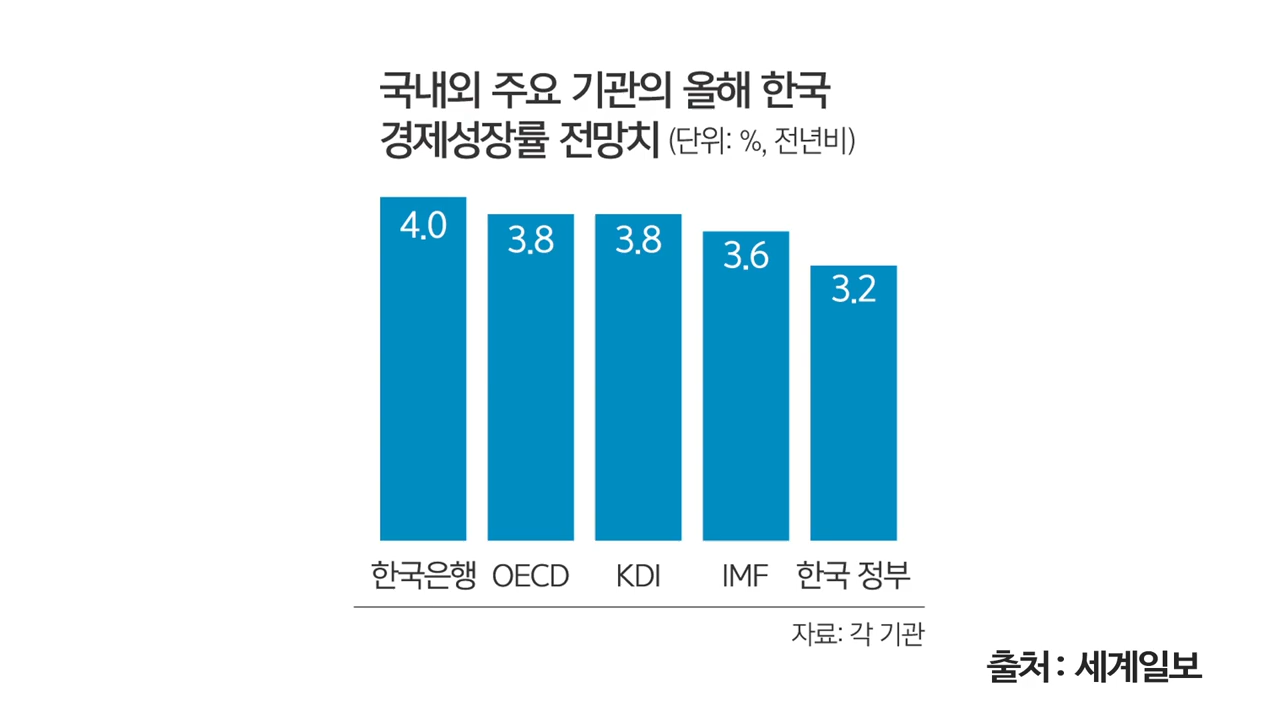 국내외 주요 기관의 올해 한국
경제성장률 전망치 (단위: %, 전년비)
4.0 3.8 3.8 3.6 3.2
한국은행 OECD KDI IMF 한국 정부
자료: 각 기관
출처 : 세계일보